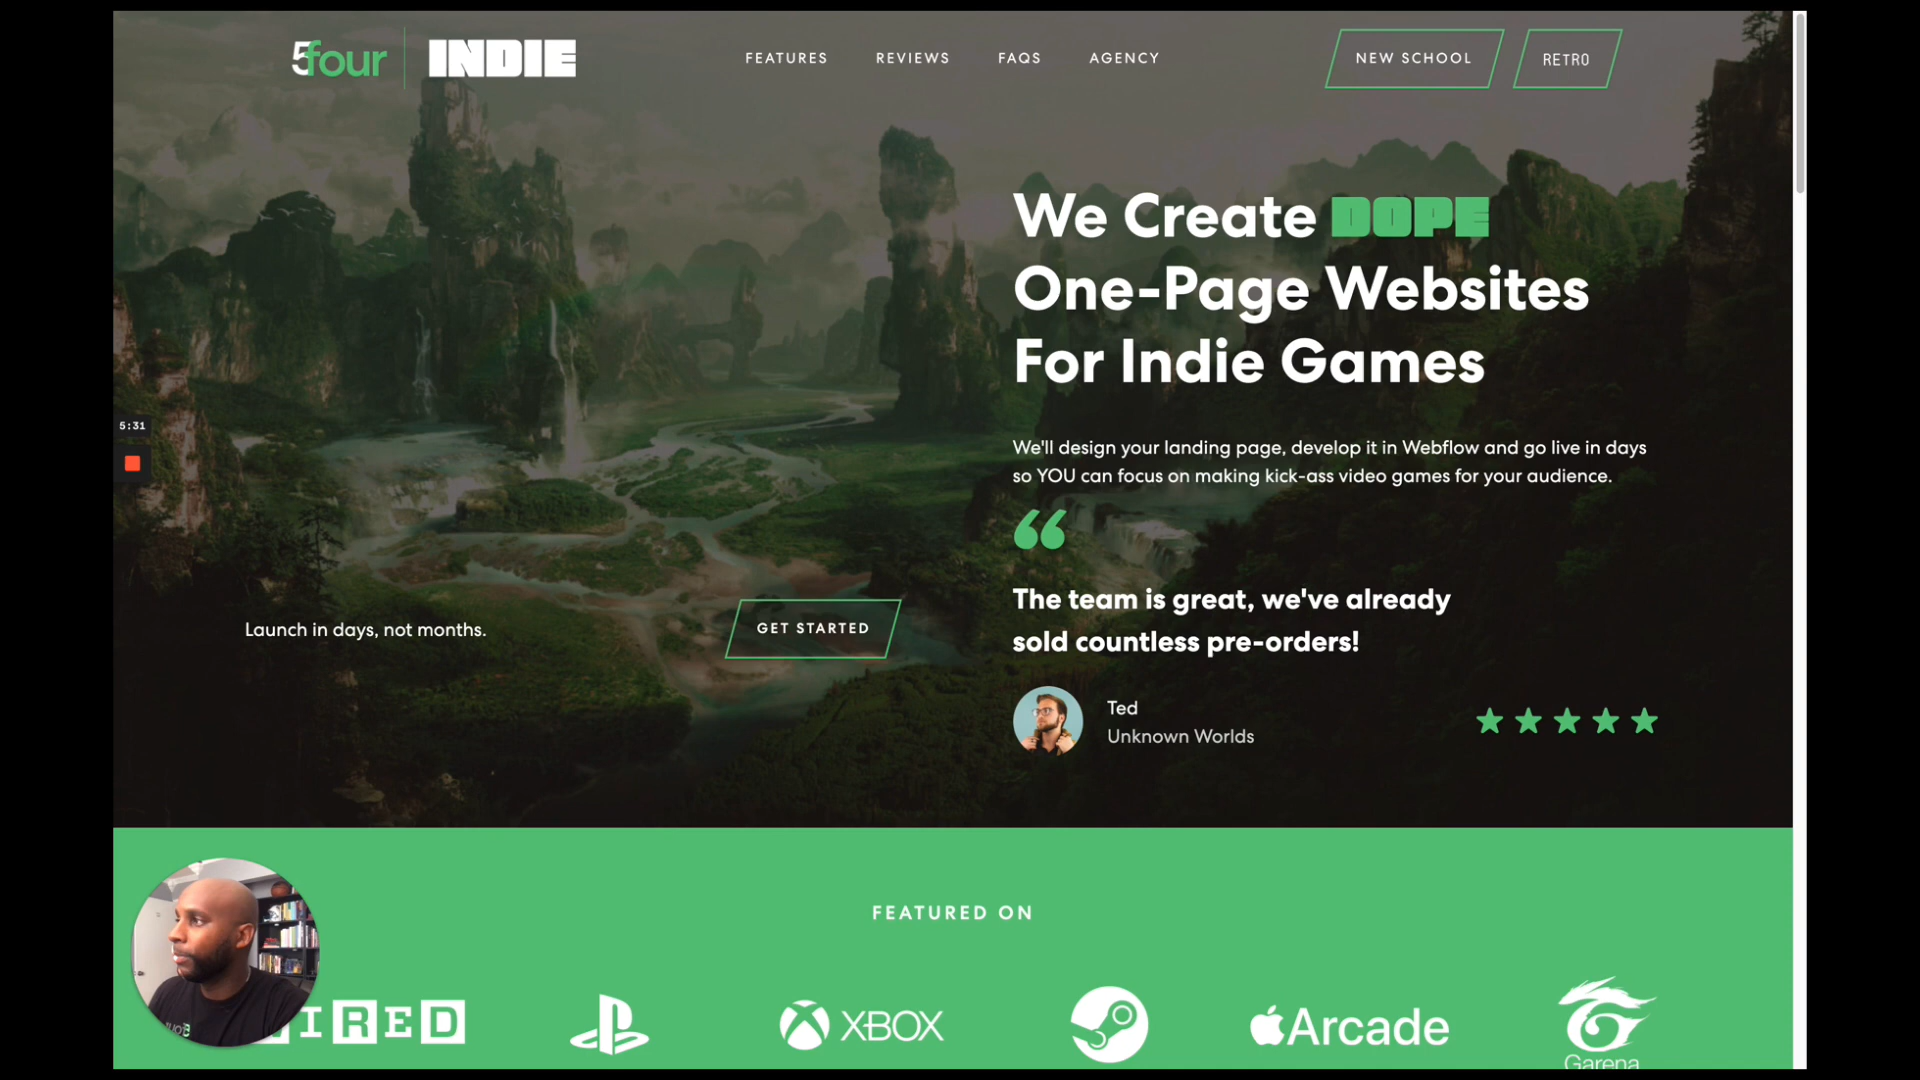 5four INDIE
FEATURES REVIEWS FAQS AGENCY
NEW SCHOOL RETRO
We Create DOPE
One-Page Websites
For Indie Games
5:31
We'll design your landing page, develop it in Webflow and go live in days
so YOU can focus on making kick-ass video games for your audience.
“
The team is great, we've already
sold countless pre-orders!
Launch in days, not months.
GET STARTED
Ted
Unknown Worlds
FEATURED ON
IRED
XBOX
Arcade
Garena